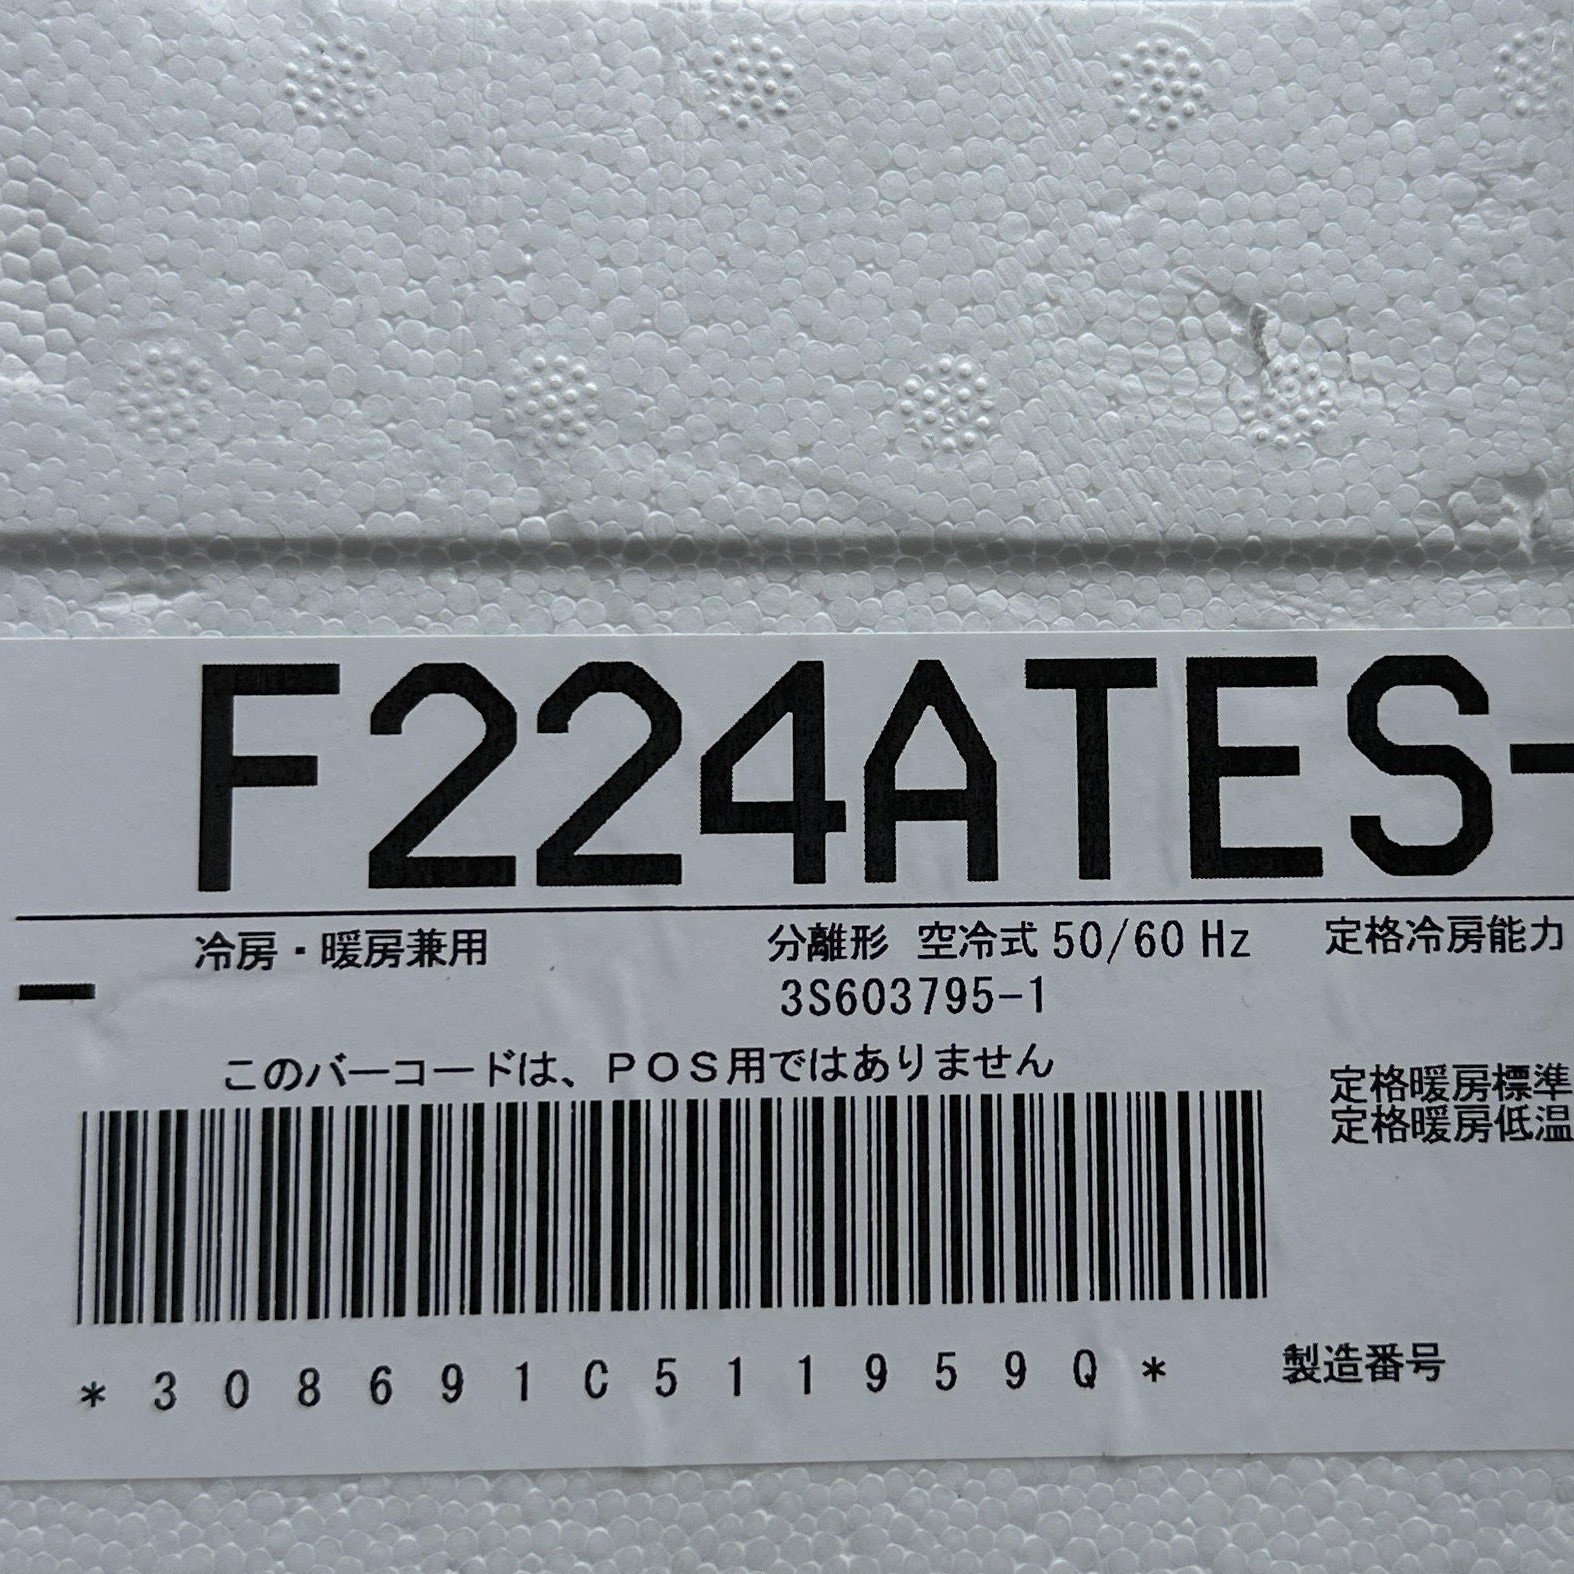 F224ATES-
冷房・暖房兼用
分離形 空冷式 50/60 Hz
定格冷房能力
3S603795-1
このバーコードは、POS用ではありません
定格暖房標準
定格暖房低温
*308691C511959Q*
製造番号